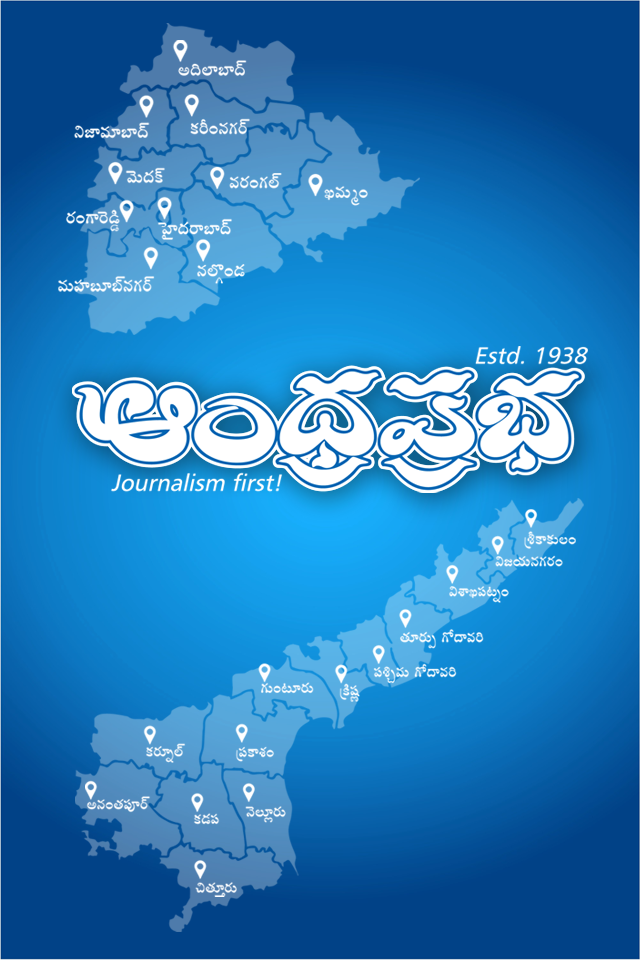 అదిలాబాద్
నిజామాబాద్
కరీంనగర్
మెదక్
వరంగల్
ఖమ్మం
రంగారెడ్డి
హైదరాబాద్
నల్గొండ
మహబూబ్‌నగర్
Estd. 1938
ఆంధ్రప్రభ
Journalism first!
శ్రీకాకులం
విజయనగరం
విశాఖపట్నం
తూర్పు గోదావరి
పశ్చిమ గోదావరి
గుంటూరు
క్రిష్ణ
కర్నూల్
ప్రకాశం
అనంతపూర్
కడప
నెల్లూరు
చిత్తూరు